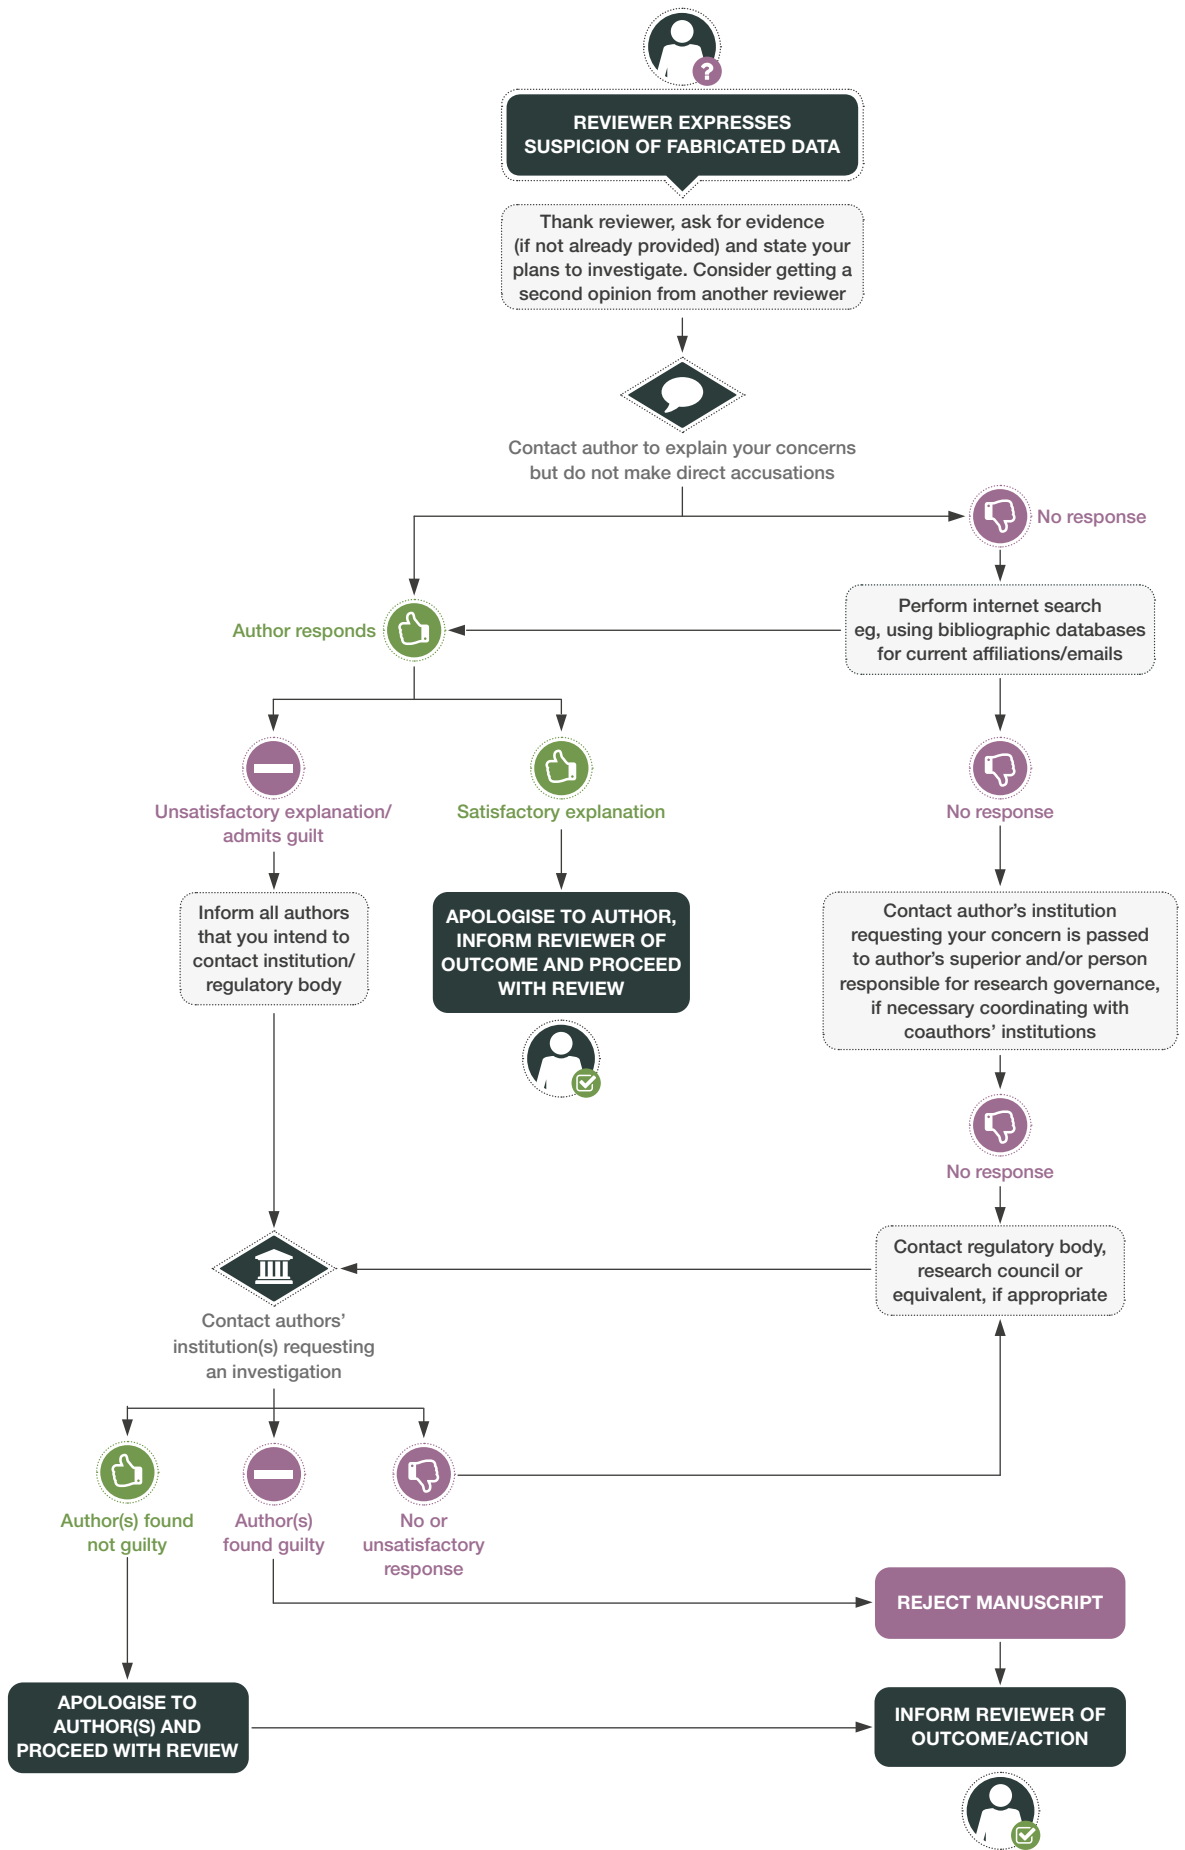 ?
REVIEWER EXPRESSES
SUSPICION OF FABRICATED DATA
Thank reviewer, ask for evidence
(if not already provided) and state your
plans to investigate. Consider getting a
second opinion from another reviewer
Contact author to explain your concerns
but do not make direct accusations
No response
Perform internet search
eg, using bibliographic databases
for current affiliations/emails
Author responds
Unsatisfactory explanation/
admits guilt
Satisfactory explanation
No response
Inform all authors
that you intend to
contact institution/
regulatory body
APOLOGISE TO AUTHOR,
INFORM REVIEWER OF
OUTCOME AND PROCEED
WITH REVIEW
Contact author's institution
requesting your concern is passed
to author's superior and/or person
responsible for research governance,
if necessary coordinating with
coauthors' institutions
No response
Contact regulatory body,
research council or
equivalent, if appropriate
Contact authors'
institution(s) requesting
an investigation
Author(s) found
not guilty
Author(s)
found guilty
No or
unsatisfactory
response
REJECT MANUSCRIPT
APOLOGISE TO
AUTHOR(S) AND
PROCEED WITH REVIEW
INFORM REVIEWER OF
OUTCOME/ACTION